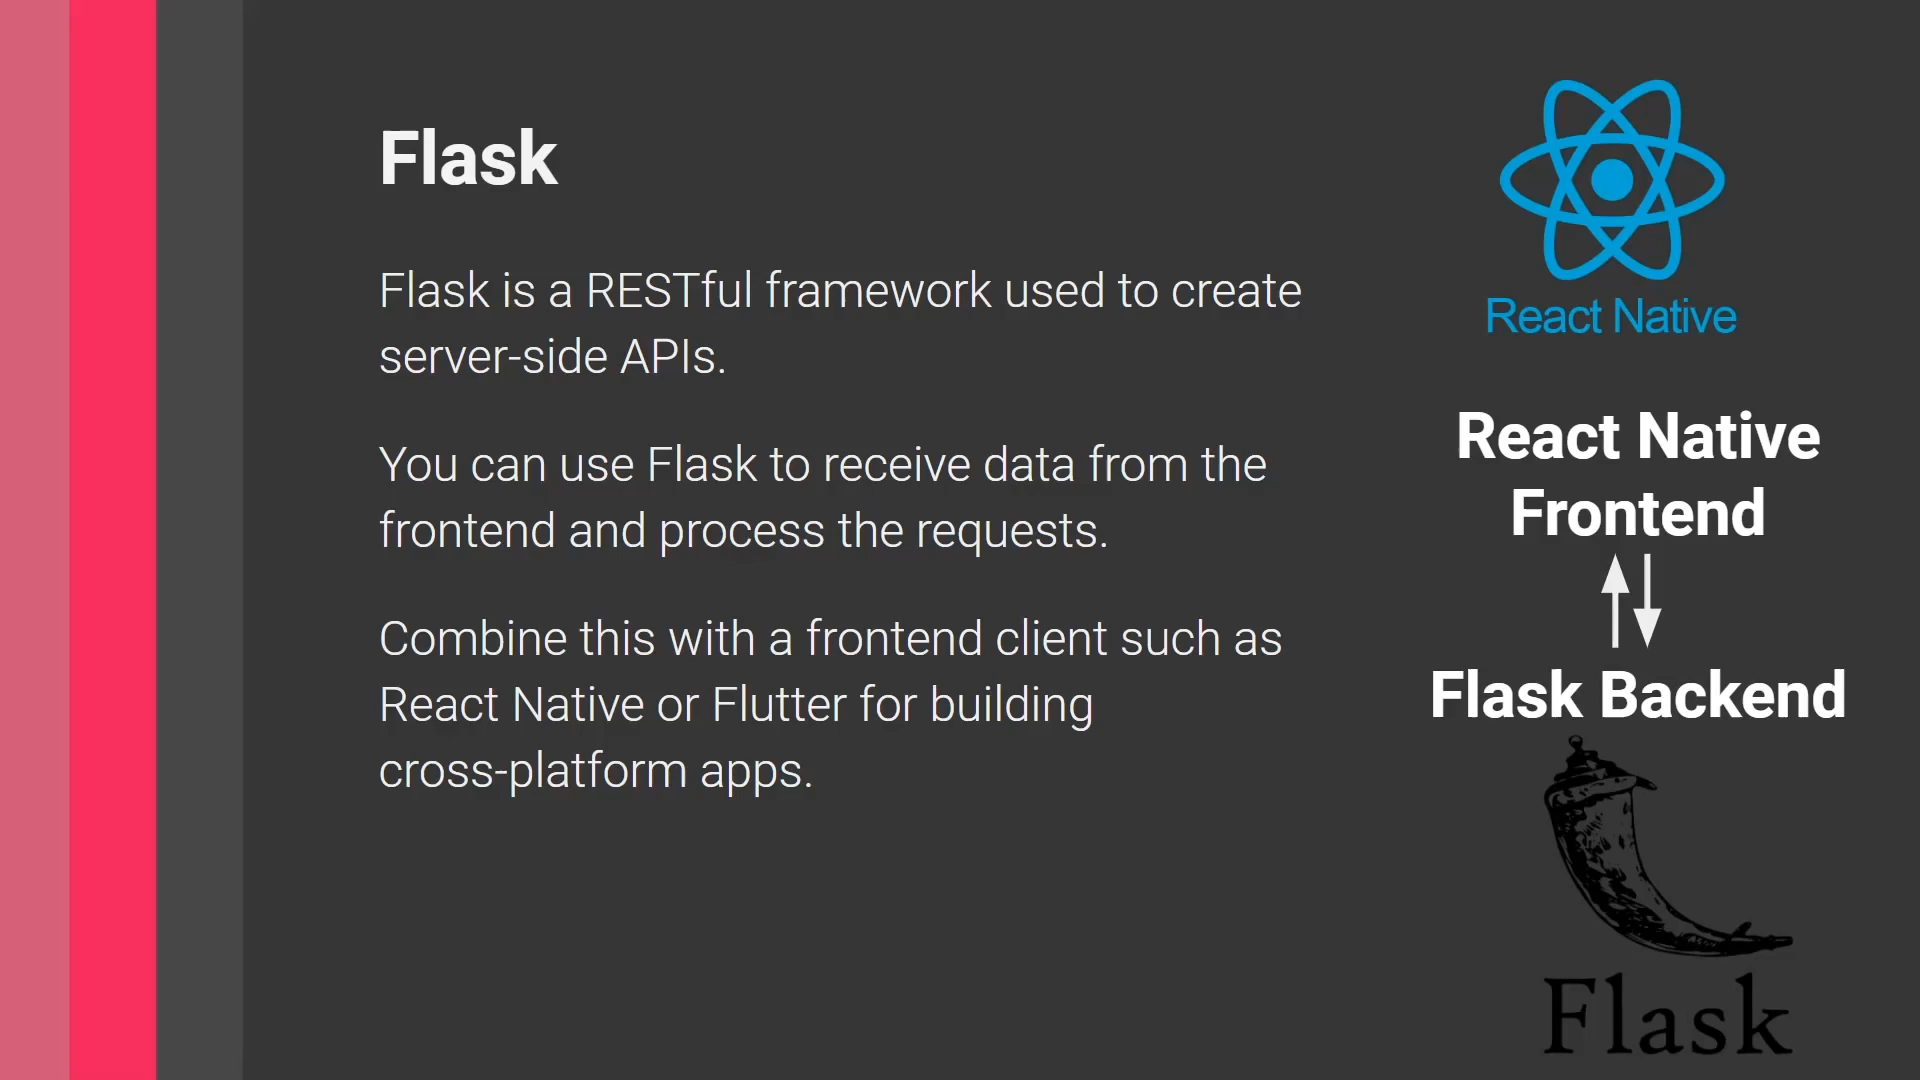 Flask
Flask is a RESTful framework used to create
server-side APIs.
You can use Flask to receive data from the
frontend and process the requests.
Combine this with a frontend client such as
React Native or Flutter for building
cross-platform apps.
React Native
React Native
Frontend
Flask Backend
Flask